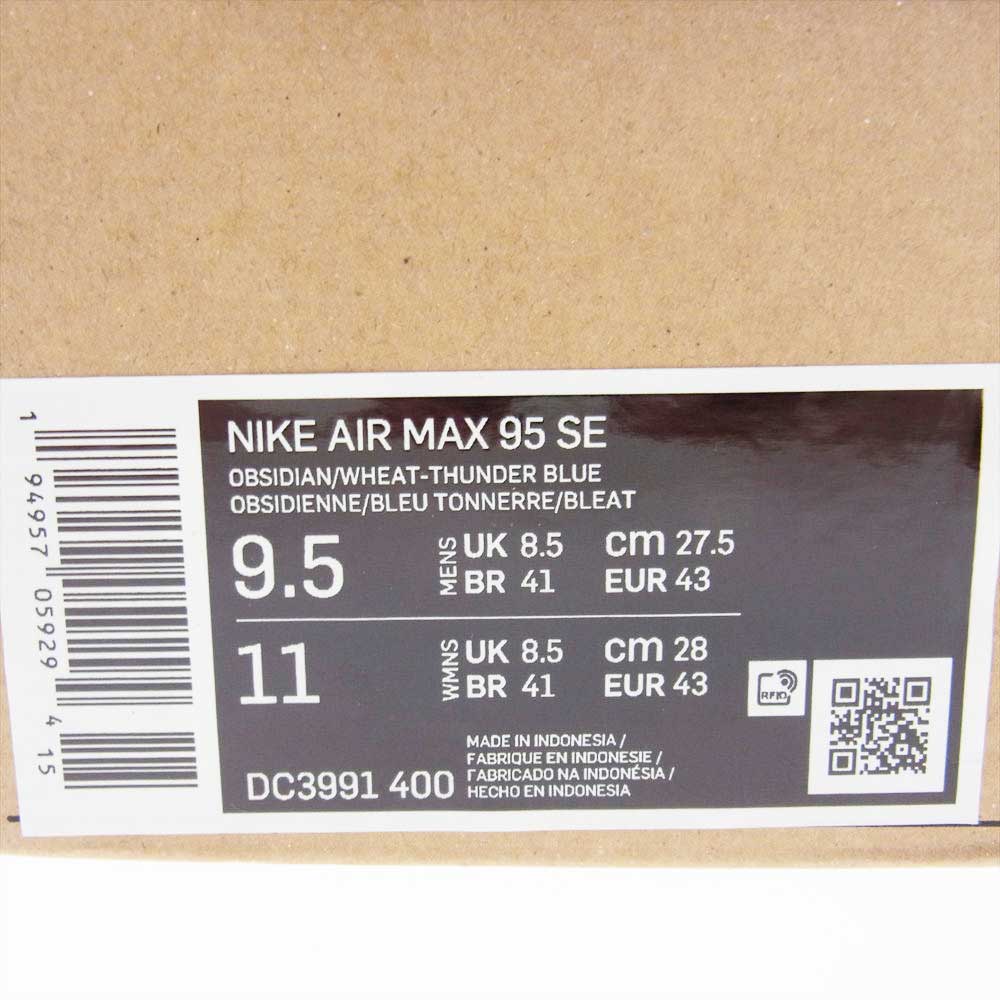 1 94957 05929 4 15
NIKE AIR MAX 95 SE
OBSIDIAN/WHEAT-THUNDER BLUE
OBSIDIENNE/BLEU TONNERRE/BLEAT
9.5 MENS UK 8.5 cm 27.5
BR 41 EUR 43
11 WMNS UK 8.5 cm 28
BR 41 EUR 43
RFID
DC3991 400
MADE IN INDONESIA /
FABRIQUE EN INDONESIE /
FABRICADO NA INDONÉSIA /
HECHO EN INDONESIA